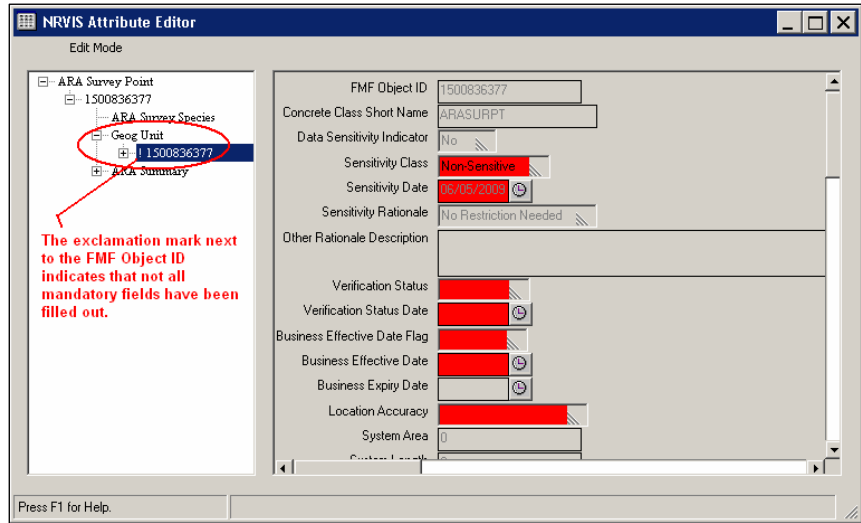 NRVIS Attribute Editor
Edit Mode
ARA Survey Point
1500836377
ARA Survey Species
Geog Unit
! 1500836377
ARA Summary
The exclamation mark next
to the FMF Object ID
indicates that not all
mandatory fields have been
filled out.
FMF Object ID 1500836377
Concrete Class Short Name ARASURPT
Data Sensitivity Indicator No
Sensitivity Class Non-Sensitive
Sensitivity Date 06/05/2009
Sensitivity Rationale No Restriction Needed
Other Rationale Description
Verification Status
Verification Status Date
Business Effective Date Flag
Business Effective Date
Business Expiry Date
Location Accuracy
System Area 0
System Length
Press F1 for Help.